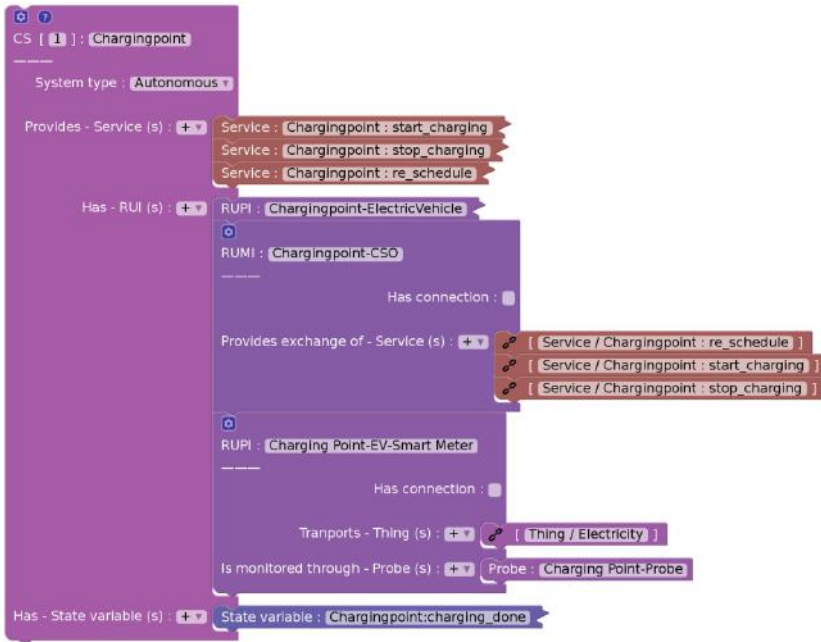 CS [ 1 ] : Chargingpoint
———
System type : Autonomous
Provides - Service (s) : +
Service : Chargingpoint : start_charging
Service : Chargingpoint : stop_charging
Service : Chargingpoint : re_schedule
Has - RUI (s) : +
RUPI : Chargingpoint-ElectricVehicle
RUMI : Chargingpoint-CSO
———
Has connection :
Provides exchange of - Service (s) : +
[ Service / Chargingpoint : re_schedule ]
[ Service / Chargingpoint : start_charging ]
[ Service / Chargingpoint : stop_charging ]
RUPI : Charging Point-EV-Smart Meter
———
Has connection :
Tranports - Thing (s) : +
[ Thing / Electricity ]
Is monitored through - Probe (s) : +
Probe : Charging Point-Probe
Has - State variable (s) : +
State variable : Chargingpoint:charging_done